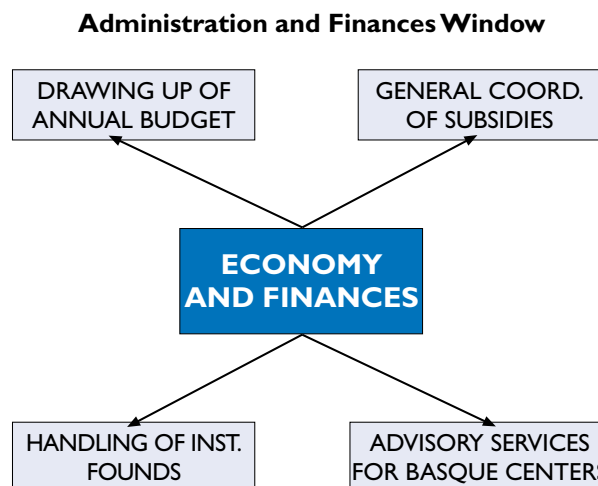 Administration and Finances Window
DRAWING UP OF
ANNUAL BUDGET
GENERAL COORD.
OF SUBSIDIES
ECONOMY
AND FINANCES
HANDLING OF INST.
FOUNDS
ADVISORY SERVICES
FOR BASQUE CENTERS